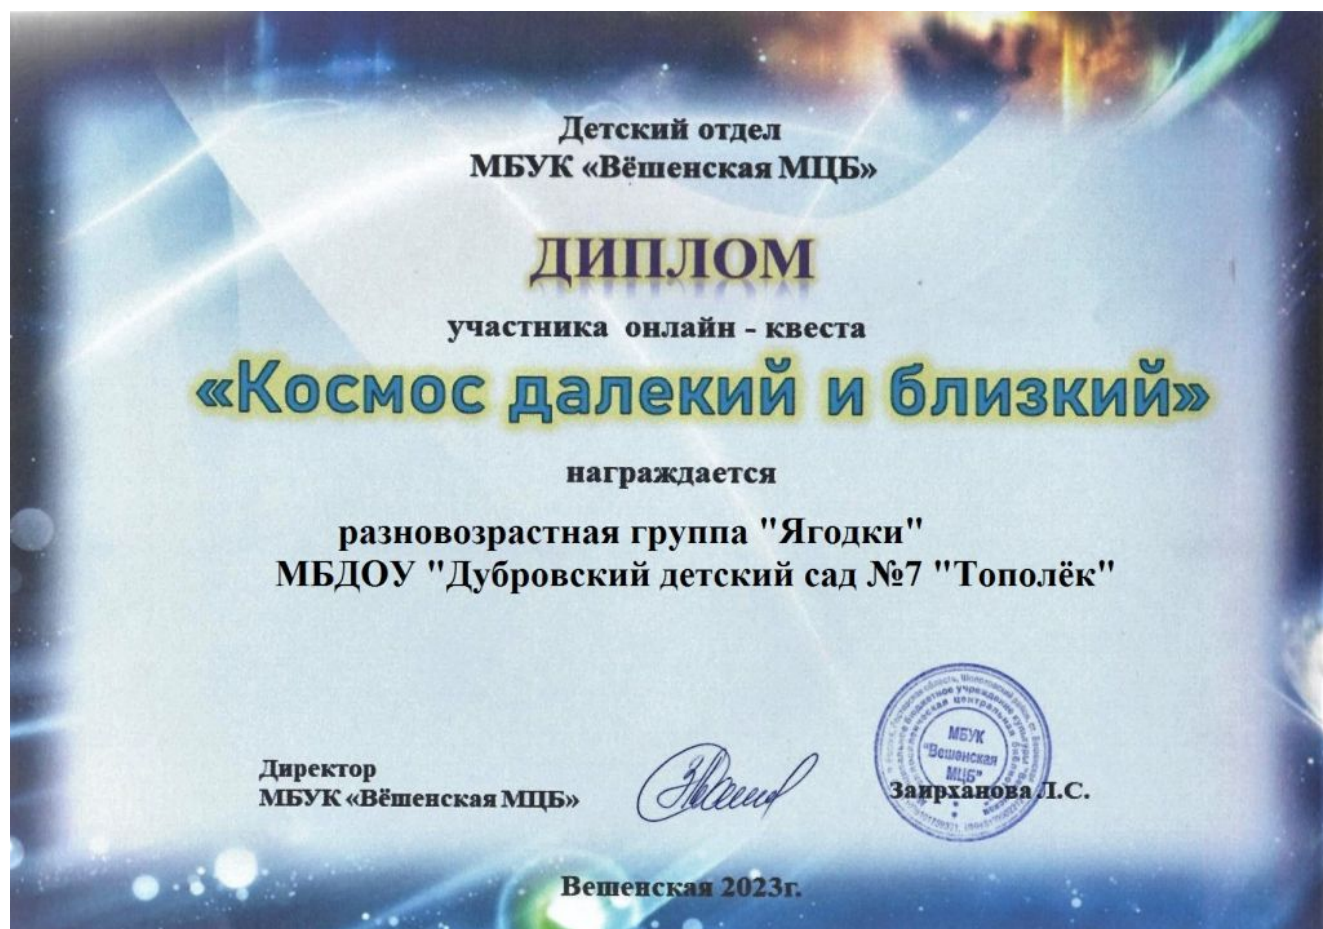 Детский отдел
МБУК «Вёшенская МЦБ»
ДИПЛОМ
участника онлайн - квеста
«Космос далекий и близкий»
награждается
разновозрастная группа "Ягодки"
МБДОУ "Дубровский детский сад №7 "Тополёк"
Директор
МБУК «Вёшенская МЦБ»
МБУК
"Вешенская
МЦБ"
Заирханова Л.С.
Вешенская 2023г.